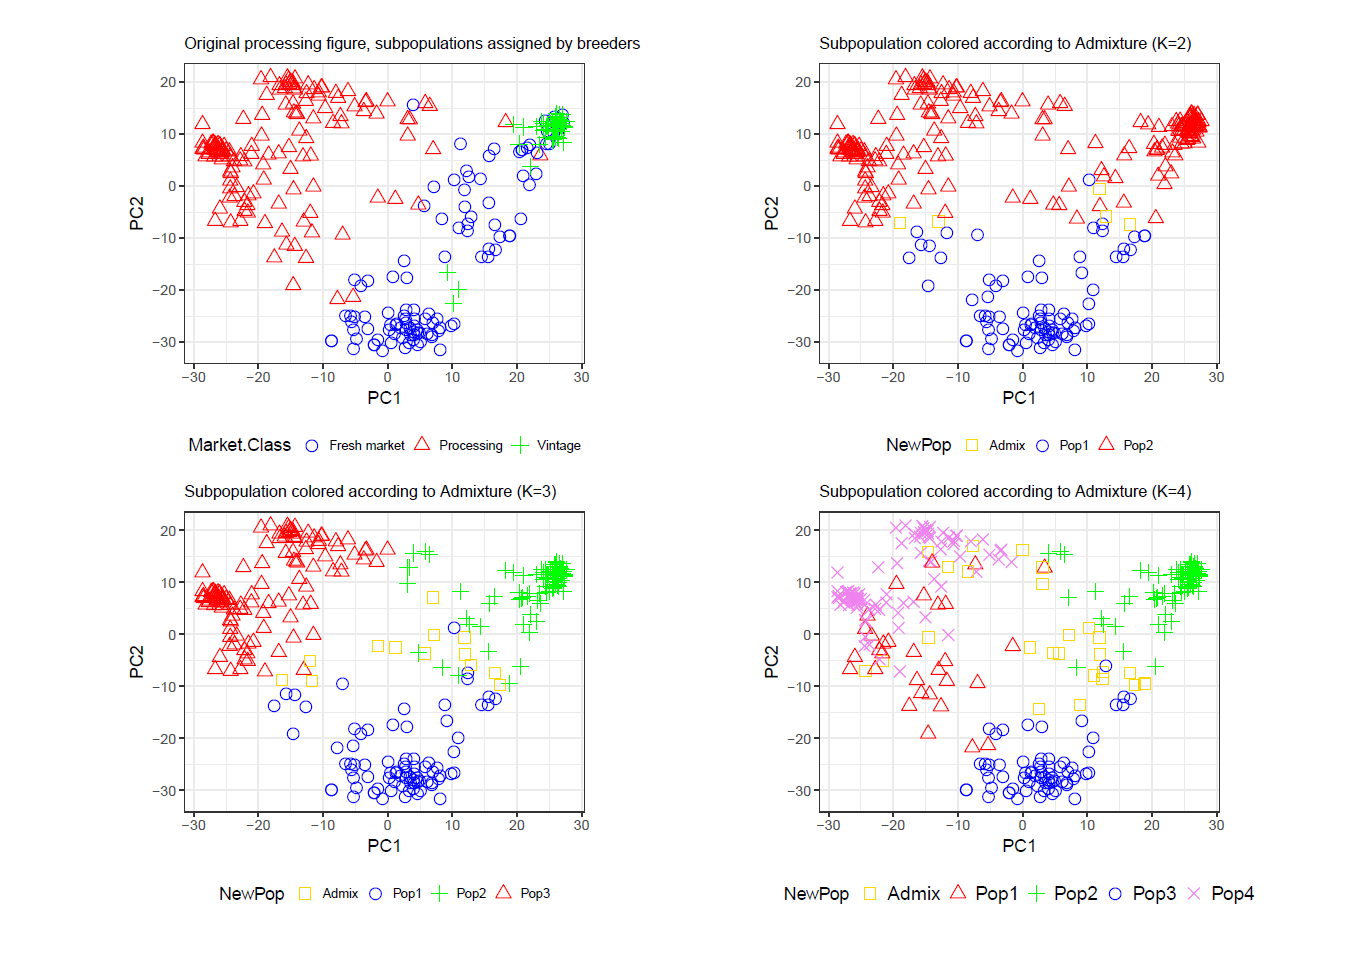 Original processing figure, subpopulations assigned by breeders
20
10
0
−10
−20
−30
PC2
−30 −20 −10 0 10 20 30
PC1
Market.Class Fresh market Processing Vintage
Subpopulation colored according to Admixture (K=2)
20
10
0
−10
−20
−30
PC2
−30 −20 −10 0 10 20 30
PC1
NewPop Admix Pop1 Pop2
Subpopulation colored according to Admixture (K=3)
20
10
0
−10
−20
−30
PC2
−30 −20 −10 0 10 20 30
PC1
NewPop Admix Pop1 Pop2 Pop3
Subpopulation colored according to Admixture (K=4)
20
10
0
−10
−20
−30
PC2
−30 −20 −10 0 10 20 30
PC1
NewPop Admix Pop1 Pop2 Pop3 Pop4